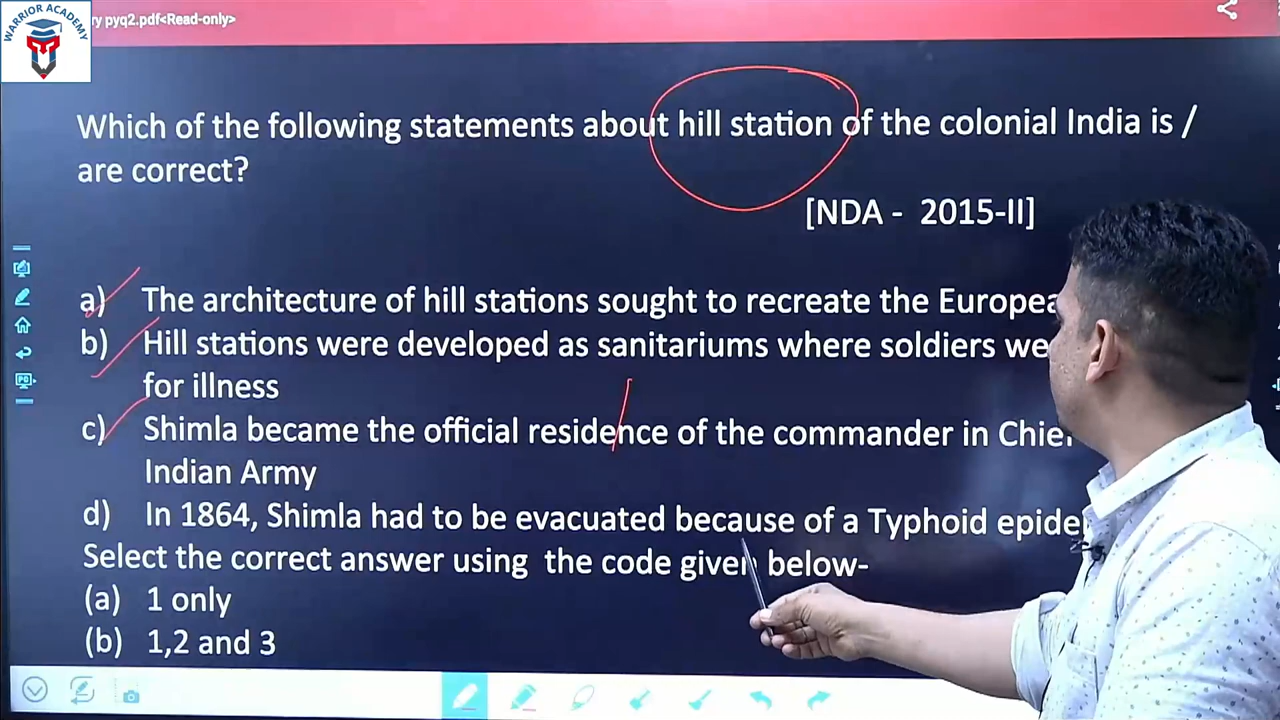 WARRIOR ACADEMY
ry pyq2.pdf<Read-only>
Which of the following statements about hill station of the colonial India is /
are correct?
[NDA - 2015-II]
a) The architecture of hill stations sought to recreate the
b) Hill stations were developed as sanitariums where soldiers
for illness
c) Shimla became the official residence of the commander in
Indian Army
d) In 1864, Shimla had to be evacuated because of a Typhoid
Select the correct answer using the code given below-
(a) 1 only
(b) 1,2 and 3